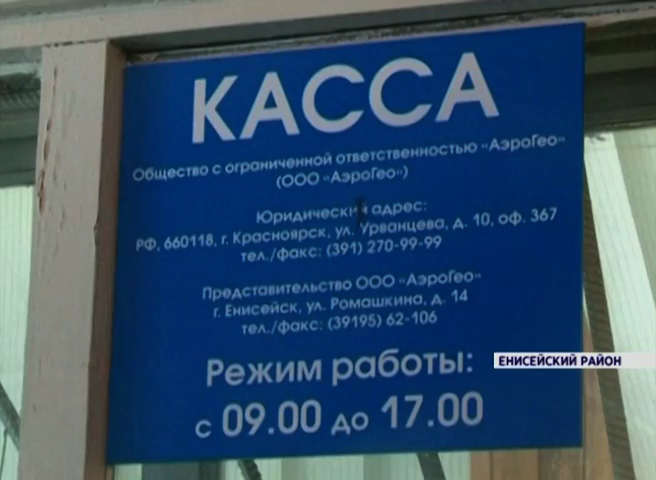 КАССА
Общество с ограниченной ответственностью "АэроГео"
(ООО "АэроГео")
Юридический адрес:
РФ, 660118, г. Красноярск, ул. Урванцева, д. 10, оф. 367
тел./факс: (391) 270-99-99
Представительство ООО "АэроГео"
г. Енисейск, ул. Ромашкина, д. 14
тел./факс: (39195) 62-106
Режим работы:
с 09.00 до 17.00
ЕНИСЕЙСКИЙ РАЙОН